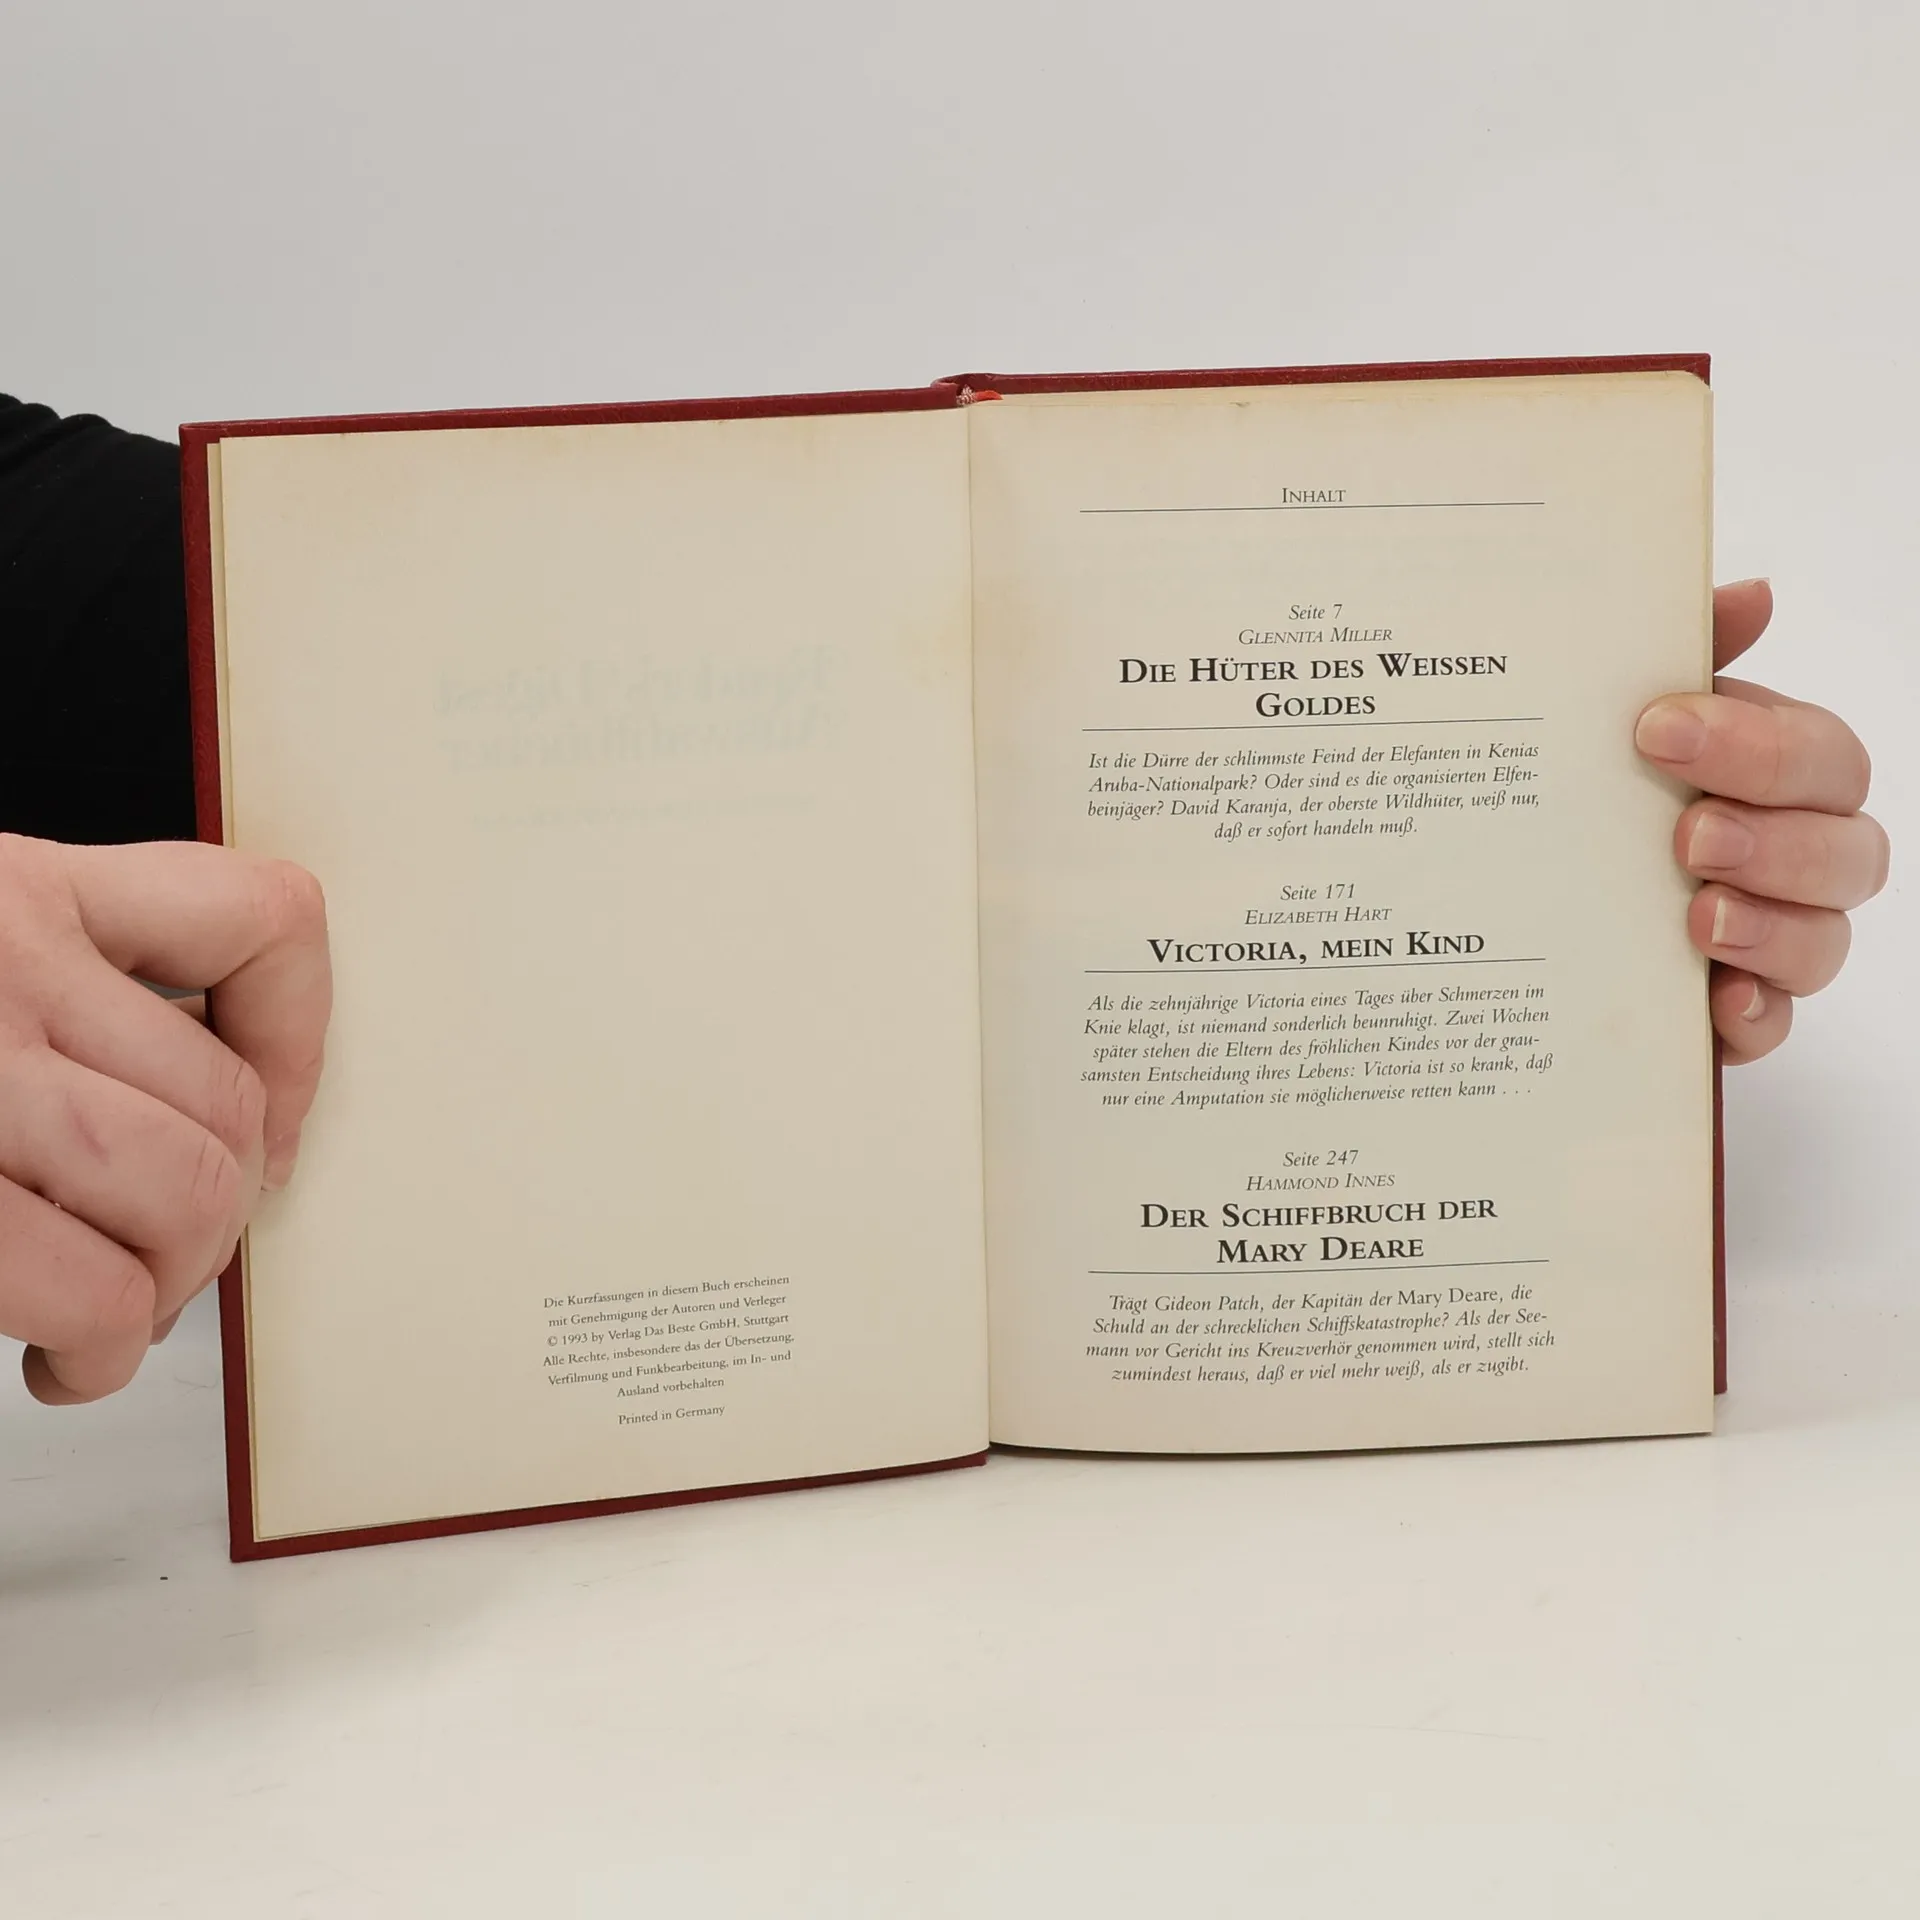 Die Kurzfassungen in diesem Buch erscheinen
mit Genehmigung der Autoren und Verleger
© 1993 by Verlag Das Beste GmbH, Stuttgart
Alle Rechte, insbesondere das der Übersetzung,
Verfilmung und Funkbearbeitung, im In- und
Ausland vorbehalten
Printed in Germany
INHALT
Seite 7
GLENNITA MILLER
DIE HÜTER DES WEISSEN
GOLDES
Ist die Dürre der schlimmste Feind der Elefanten in Kenias
Aruba-Nationalpark? Oder sind es die organisierten Elfen-
beinjäger? David Karanja, der oberste Wildhüter, weiß nur,
daß er sofort handeln muß.
Seite 171
ELIZABETH HART
VICTORIA, MEIN KIND
Als die zehnjährige Victoria eines Tages über Schmerzen im
Knie klagt, ist niemand sonderlich beunruhigt. Zwei Wochen
später stehen die Eltern des fröhlichen Kindes vor der grau-
samsten Entscheidung ihres Lebens: Victoria ist so krank, daß
nur eine Amputation sie möglicherweise retten kann . . .
Seite 247
HAMMOND INNES
DER SCHIFFBRUCH DER
MARY DEARE
Trägt Gideon Patch, der Kapitän der Mary Deare, die
Schuld an der schrecklichen Schiffskatastrophe? Als der See-
mann vor Gericht ins Kreuzverhör genommen wird, stellt sich
zumindest heraus, daß er viel mehr weiß, als er zugibt.